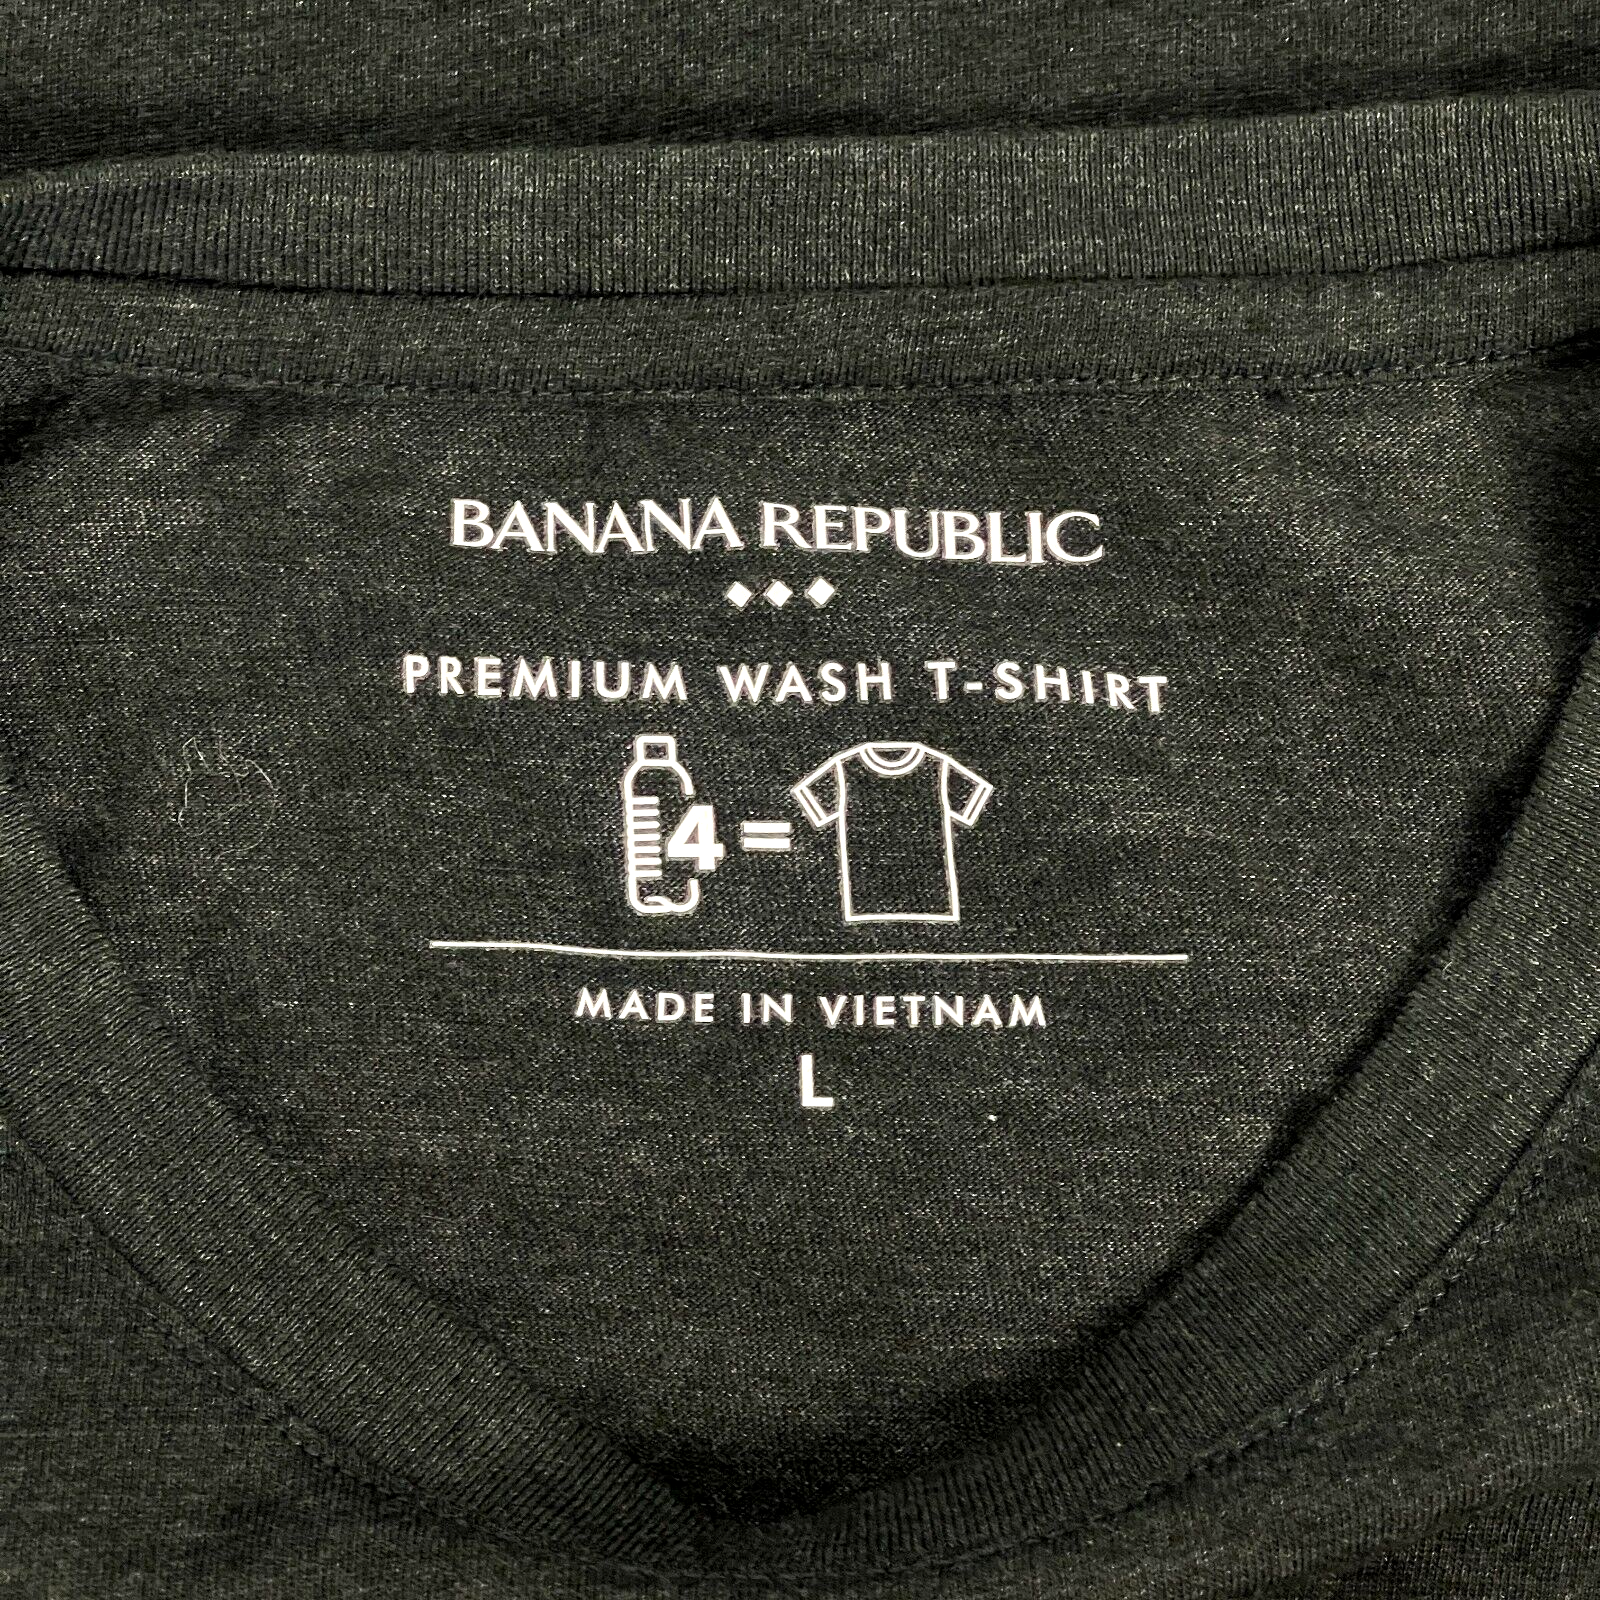 BANANA REPUBLIC
PREMIUM WASH T-SHIRT
4 =
MADE IN VIETNAM
L